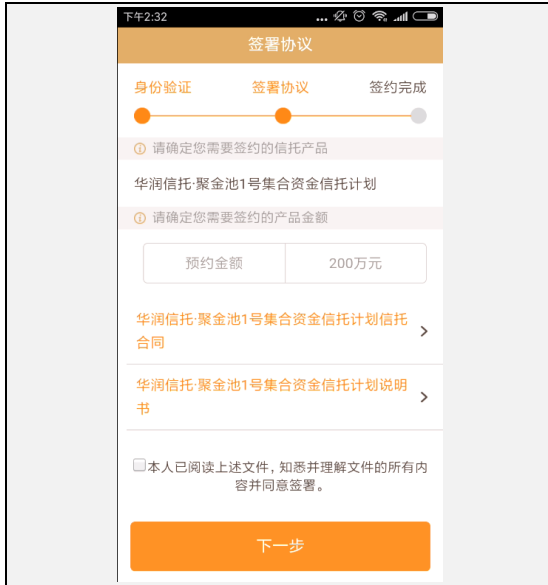 下午2:32
签署协议
身份验证 签署协议 签约完成
请确定您需要签约的信托产品
华润信托·聚金池1号集合资金信托计划
请确定您需要签约的产品金额
预约金额 200万元
华润信托·聚金池1号集合资金信托计划信托
合同
华润信托·聚金池1号集合资金信托计划说明
书
本人已阅读上述文件，知悉并理解文件的所有内
容并同意签署。
下一步